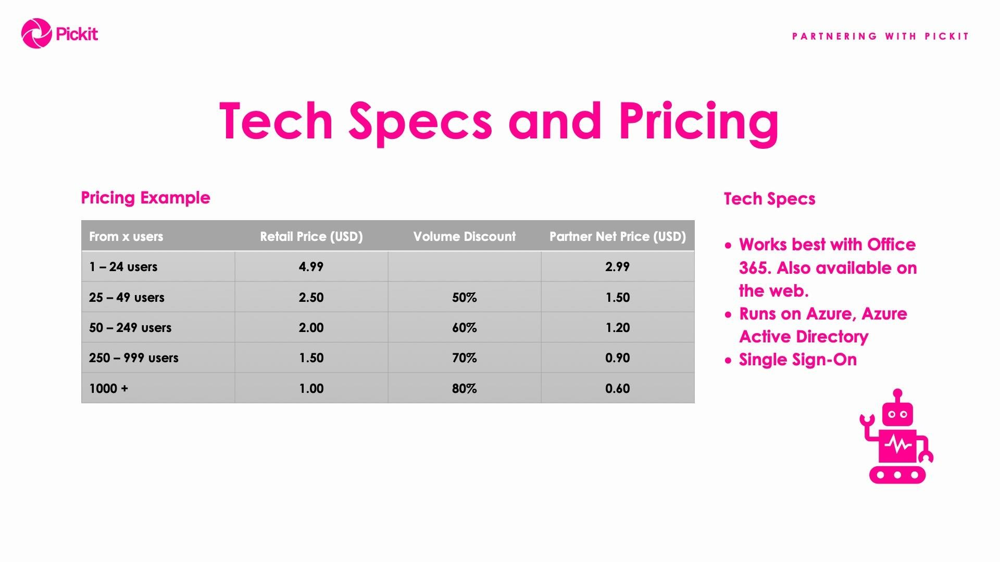 Pickit
PARTNERING WITH PICKIT
Tech Specs and Pricing
Pricing Example
From x users Retail Price (USD) Volume Discount Partner Net Price (USD)
1 – 24 users 4.99 2.99
25 – 49 users 2.50 50% 1.50
50 – 249 users 2.00 60% 1.20
250 – 999 users 1.50 70% 0.90
1000 + 1.00 80% 0.60
Tech Specs
• Works best with Office
365. Also available on
the web.
• Runs on Azure, Azure
Active Directory
• Single Sign-On